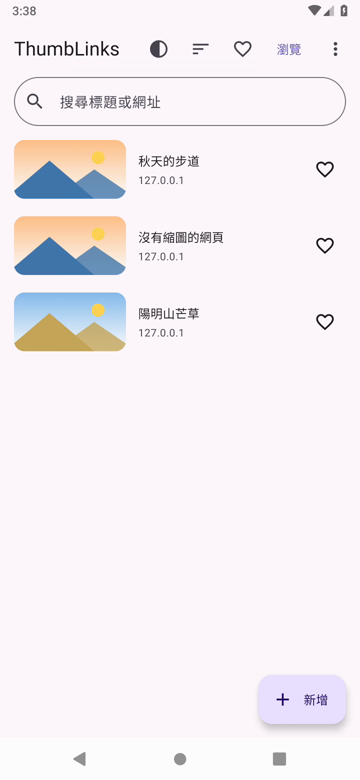 3:38
ThumbLinks
瀏覽
搜尋標題或網址
秋天的步道
127.0.0.1
沒有縮圖的網頁
127.0.0.1
陽明山芒草
127.0.0.1
新增